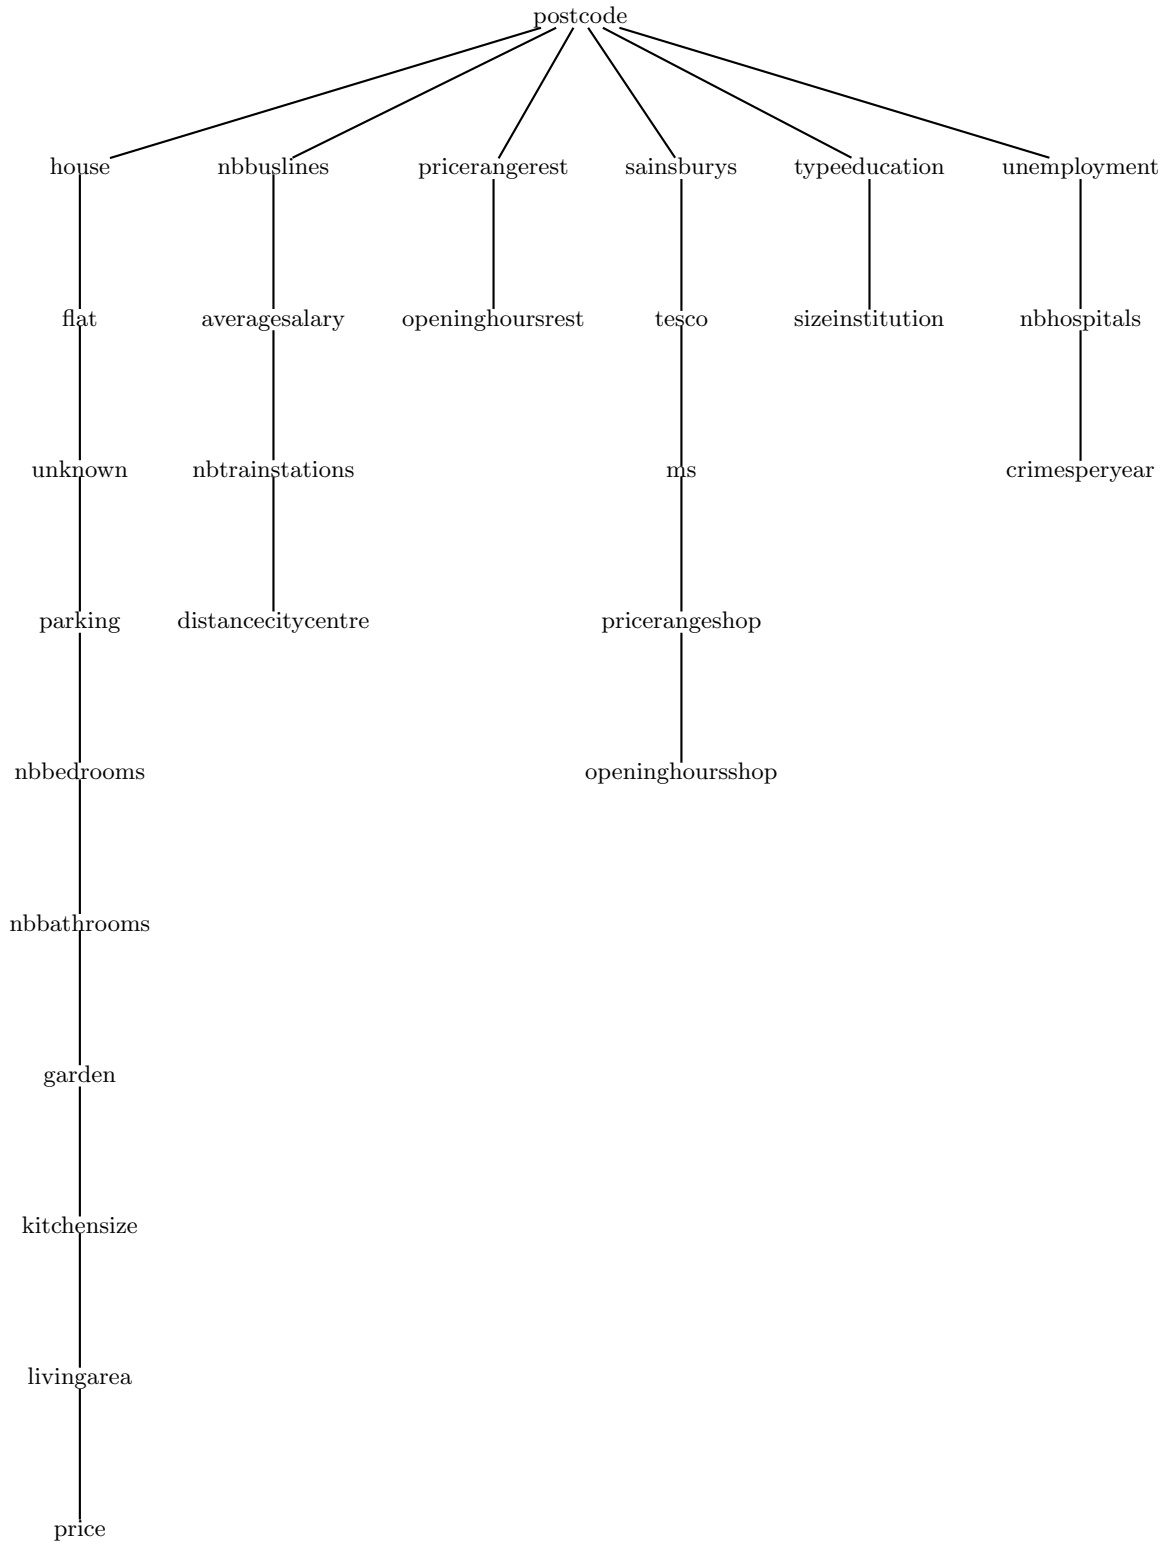 postcode
house nbbuslines pricerangerest sainsburys typeeducation unemployment
flat averagesalary openinghoursrest tesco sizeinstitution nbhospitals
unknown nbtrainstations ms crimesperyear
parking distancecitycentre pricerangeshop
nbbedrooms openinghoursshop
nbbathrooms
garden
kitchensize
livingarea
price